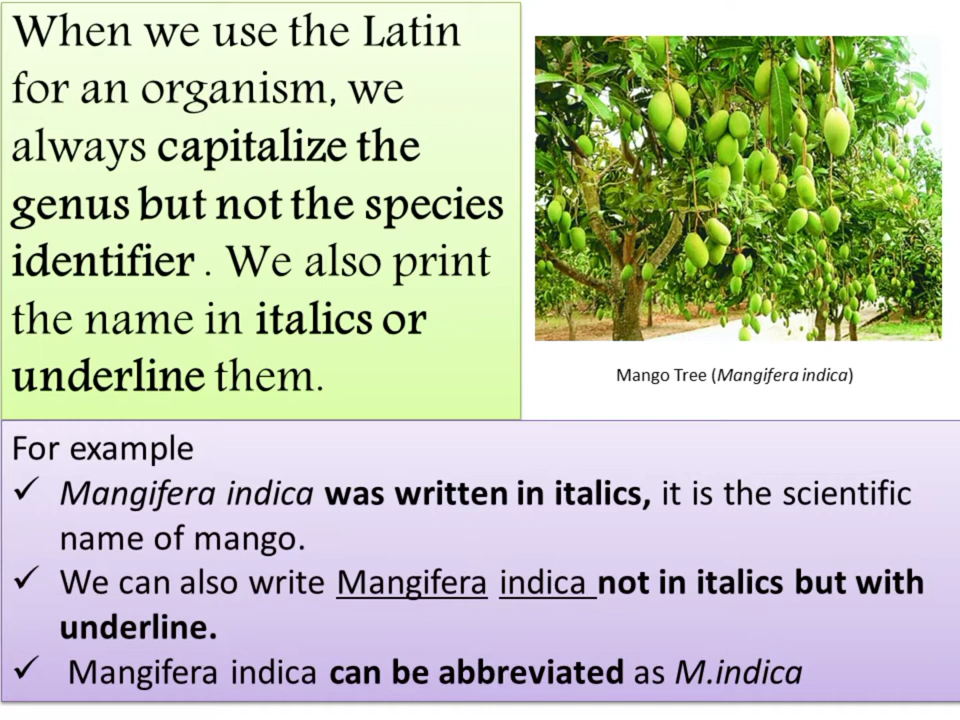 When we use the Latin
for an organism, we
always capitalize the
genus but not the species
identifier . We also print
the name in italics or
underline them.
Mango Tree (Mangifera indica)
For example
✓ Mangifera indica was written in italics, it is the scientific
name of mango.
✓ We can also write Mangifera indica not in italics but with
underline.
✓ Mangifera indica can be abbreviated as M.indica